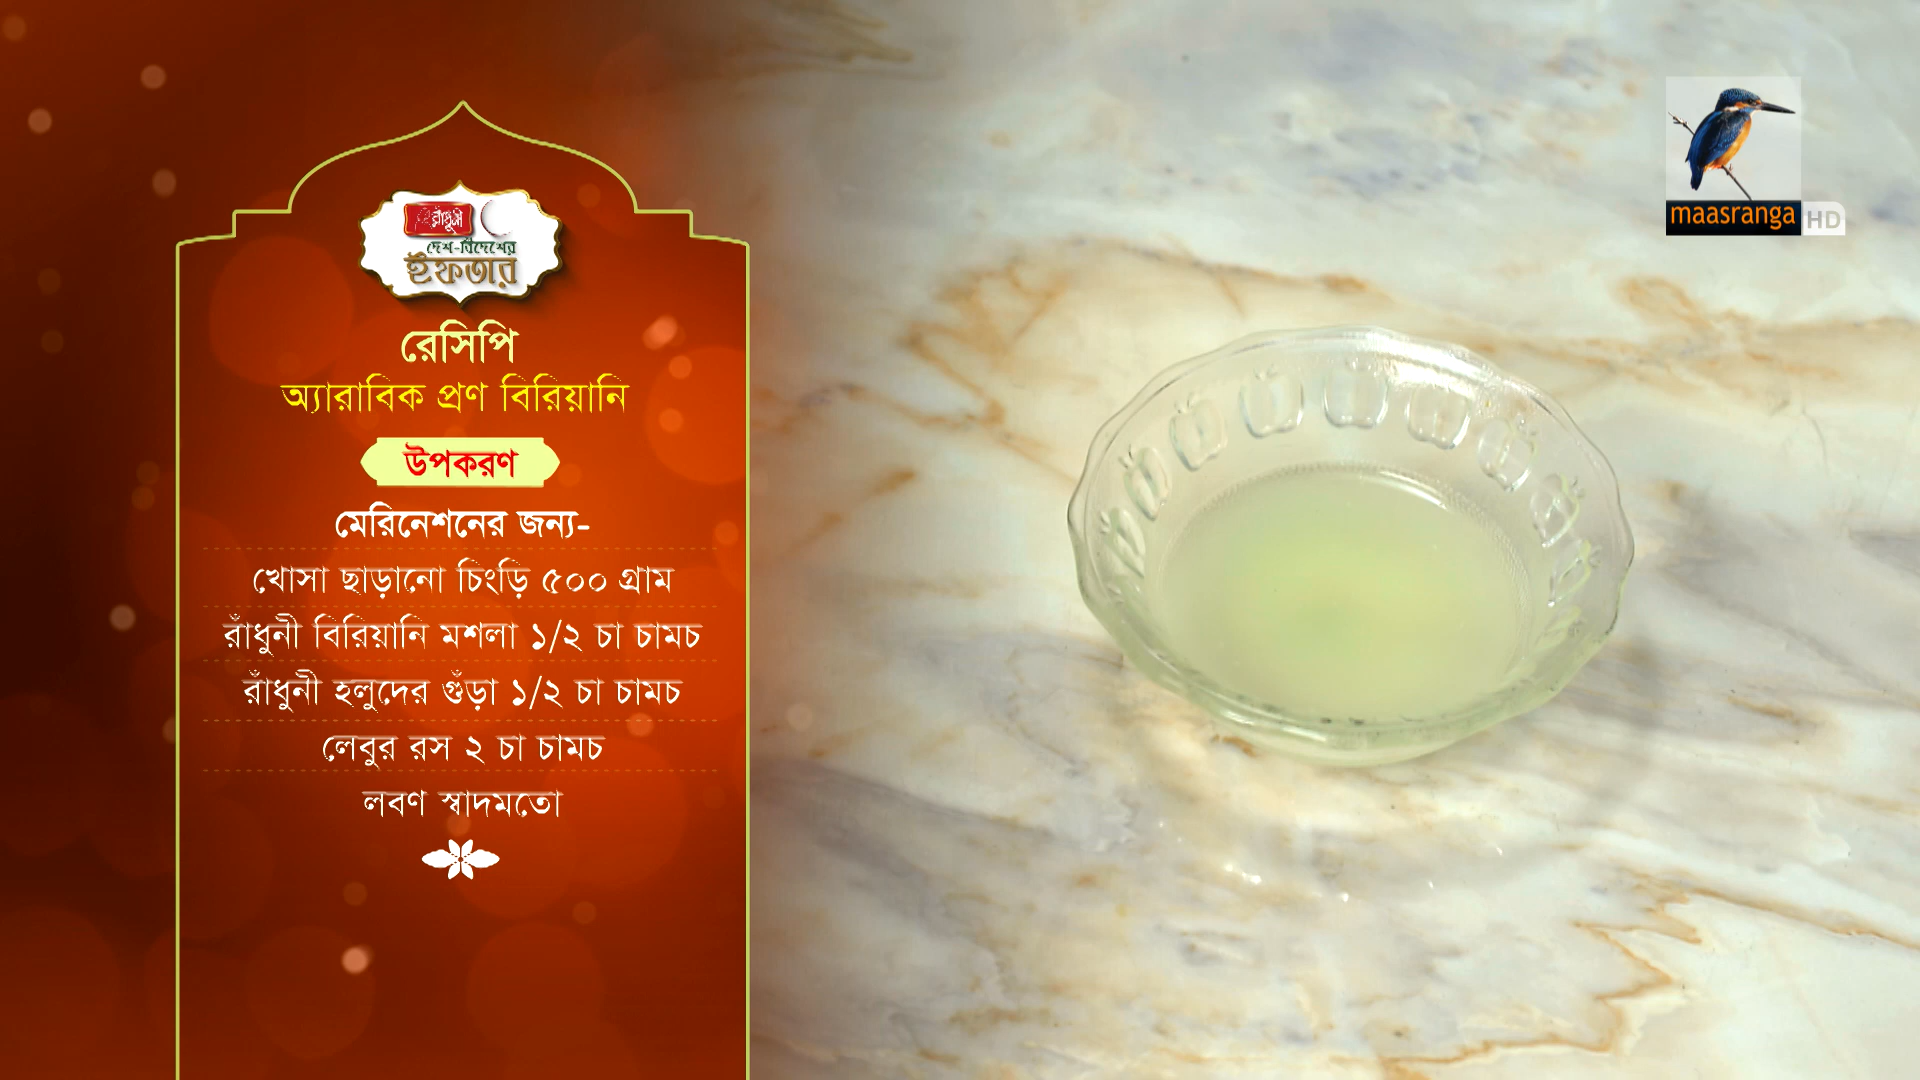 রাঁধুনী
দেশ-বিদেশের
ইফতার
রেসিপি
অ্যারাবিক প্রণ বিরিয়ানি
উপকরণ
মেরিনেশনের জন্য-
খোসা ছাড়ানো চিংড়ি ৫০০ গ্রাম
রাঁধুনী বিরিয়ানি মশলা ১/২ চা চামচ
রাঁধুনী হলুদের গুঁড়া ১/২ চা চামচ
লেবুর রস ২ চা চামচ
লবণ স্বাদমতো
maasranga HD